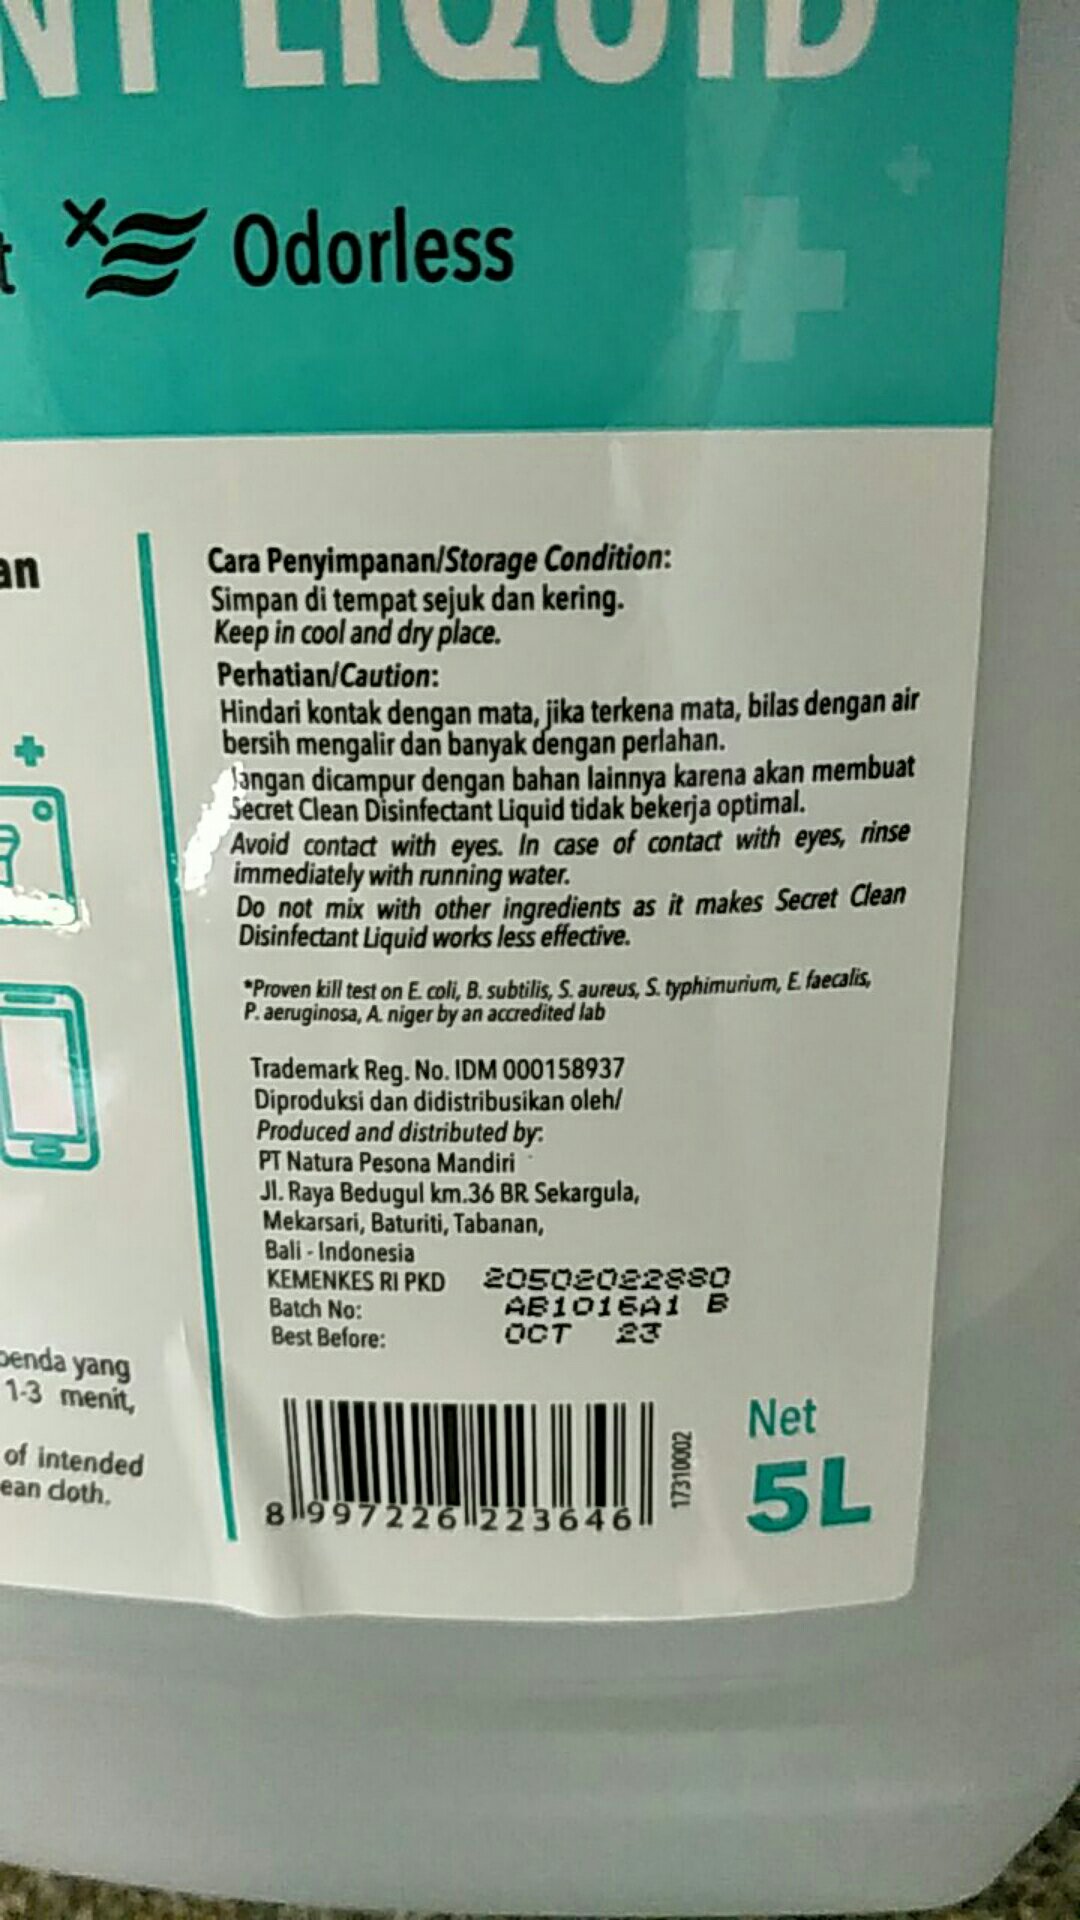 NT LIQUID
t Odorless
an
Cara Penyimpanan/Storage Condition:
Simpan di tempat sejuk dan kering.
Keep in cool and dry place.
Perhatian/Caution:
Hindari kontak dengan mata, jika terkena mata, bilas dengan air
bersih mengalir dan banyak dengan perlahan.
Jangan dicampur dengan bahan lainnya karena akan membuat
Secret Clean Disinfectant Liquid tidak bekerja optimal.
Avoid contact with eyes. In case of contact with eyes, rinse
immediately with running water.
Do not mix with other ingredients as it makes Secret Clean
Disinfectant Liquid works less effective.
*Proven kill test on E. coli, B. subtilis, S. aureus, S. typhimurium, E. faecalis,
P. aeruginosa, A. niger by an accredited lab
Trademark Reg. No. IDM 000158937
Diproduksi dan didistribusikan oleh/
Produced and distributed by:
PT Natura Pesona Mandiri
Jl. Raya Bedugul km.36 BR Sekargula,
Mekarsari, Baturiti, Tabanan,
Bali - Indonesia
KEMENKES RI PKD 20502022880
Batch No: AB1016A1 B
Best Before: OCT 23
benda yang
1-3 menit,
of intended
ean cloth.
8 997226 223646
17310002
Net
5L